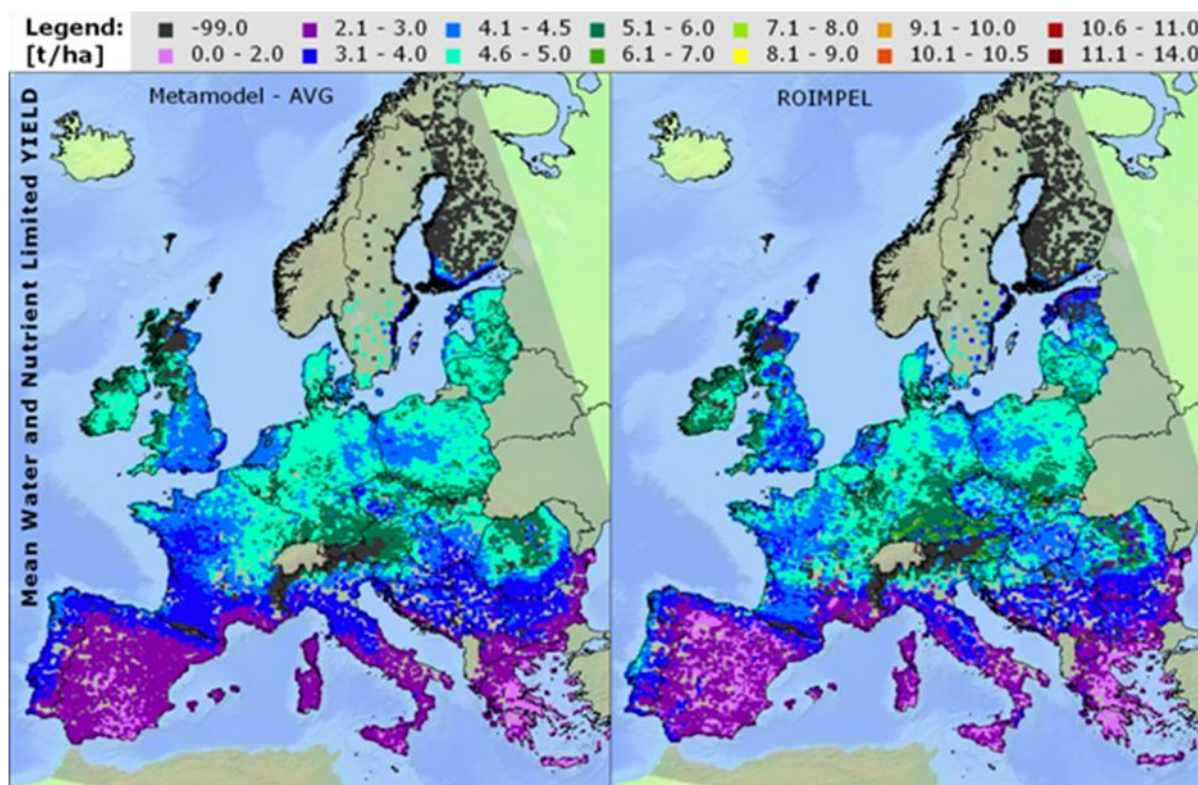 Legend: -99.0 2.1 - 3.0 4.1 - 4.5 5.1 - 6.0 7.1 - 8.0 9.1 - 10.0 10.6 - 11.0
[t/ha] 0.0 - 2.0 3.1 - 4.0 4.6 - 5.0 6.1 - 7.0 8.1 - 9.0 10.1 - 10.5 11.1 - 14.0
Mean Water and Nutrient Limited YIELD
Metamodel - AVG
ROIMPEL